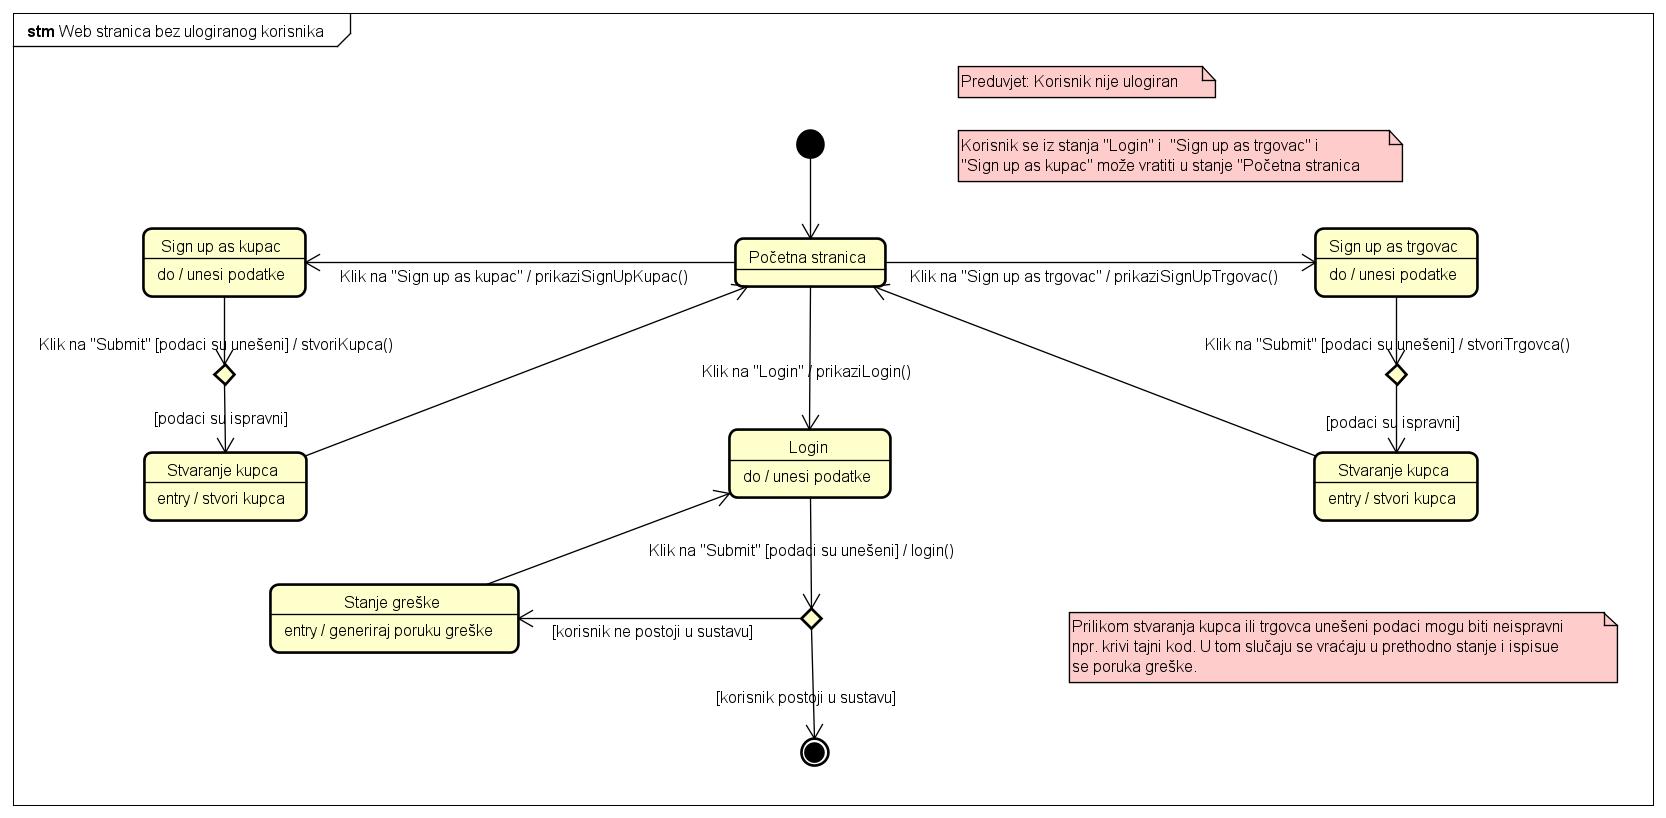 stm Web stranica bez ulogiranog korisnika
Preduvjet: Korisnik nije ulogiran
Korisnik se iz stanja "Login" i  "Sign up as trgovac" i
"Sign up as kupac" može vratiti u stanje "Početna stranica
Sign up as kupac
do / unesi podatke
Početna stranica
Sign up as trgovac
do / unesi podatke
Klik na "Sign up as kupac" / prikaziSignUpKupac()
Klik na "Sign up as trgovac" / prikaziSignUpTrgovac()
Klik na "Submit" [podaci su unešeni] / stvoriKupca()
Klik na "Login" / prikaziLogin()
Klik na "Submit" [podaci su unešeni] / stvoriTrgovca()
[podaci su ispravni]
[podaci su ispravni]
Stvaranje kupca
entry / stvori kupca
Login
do / unesi podatke
Stvaranje kupca
entry / stvori kupca
Klik na "Submit" [podaci su unešeni] / login()
Stanje greške
entry / generiraj poruku greške
[korisnik ne postoji u sustavu]
[korisnik postoji u sustavu]
Prilikom stvaranja kupca ili trgovca unešeni podaci mogu biti neispravni
npr. krivi tajni kod. U tom slučaju se vraćaju u prethodno stanje i ispisue
se poruka greške.